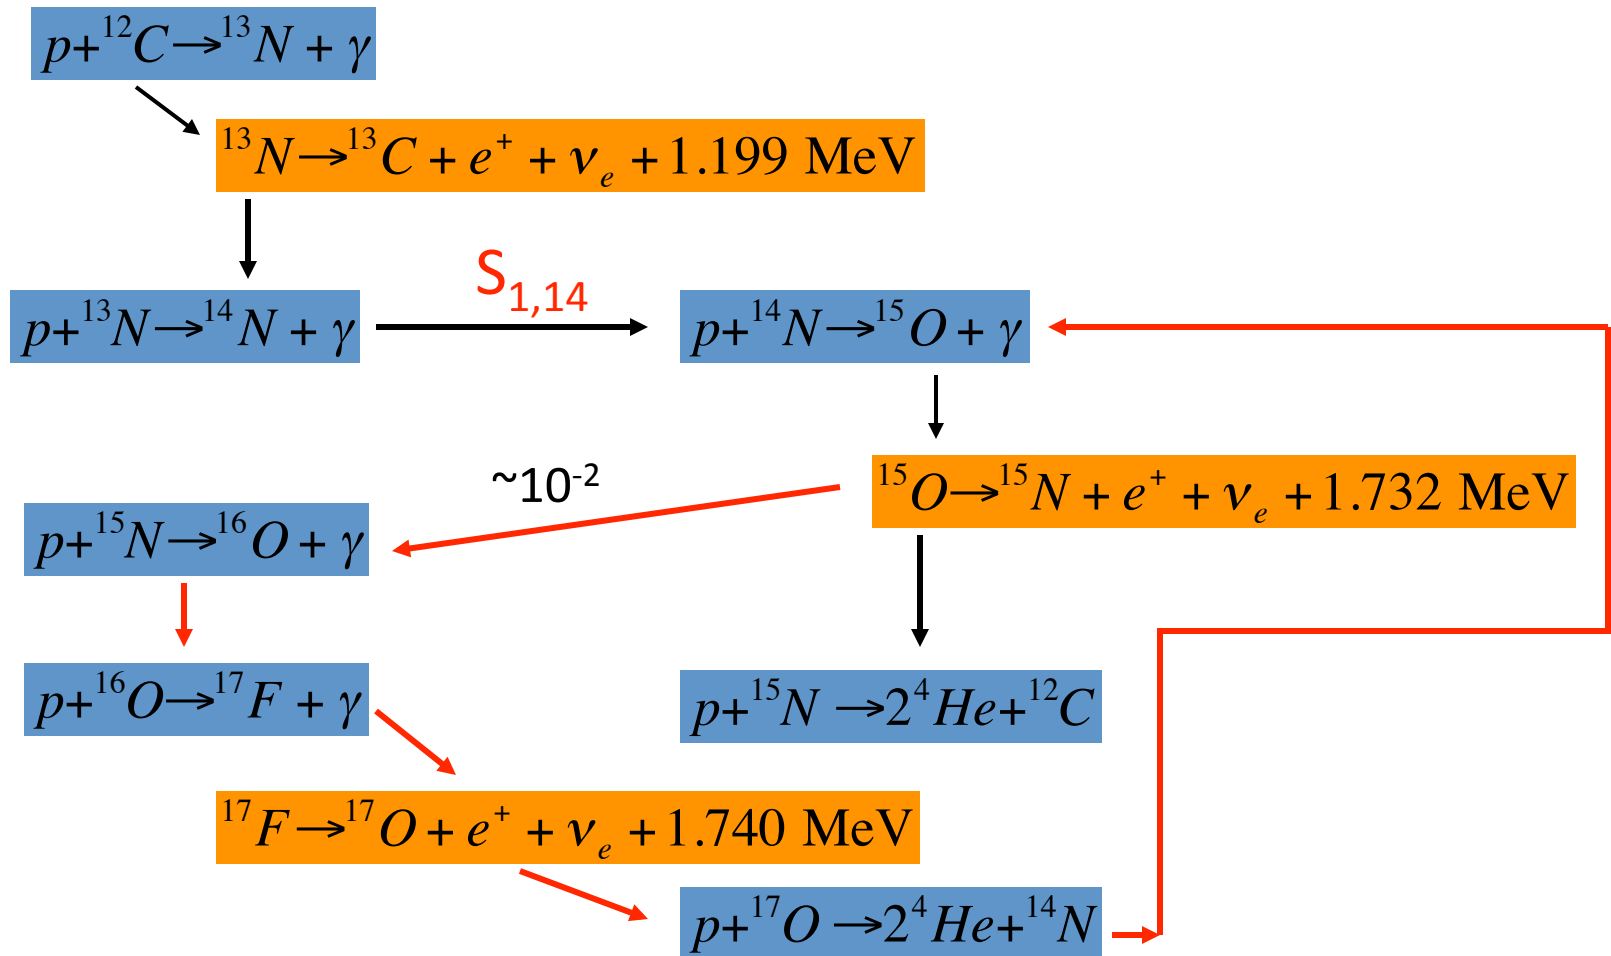 p+¹²C→¹³N + γ
¹³N→¹³C + e⁺ + νₑ + 1.199 MeV
S₁,₁₄
p+¹³N→¹⁴N + γ
p+¹⁴N→¹⁵O + γ
~10⁻²
¹⁵O→¹⁵N + e⁺ + νₑ + 1.732 MeV
p+¹⁵N→¹⁶O + γ
p+¹⁶O→¹⁷F + γ
p+¹⁵N →2⁴He+¹²C
¹⁷F→¹⁷O + e⁺ + νₑ + 1.740 MeV
p+¹⁷O →2⁴He+¹⁴N